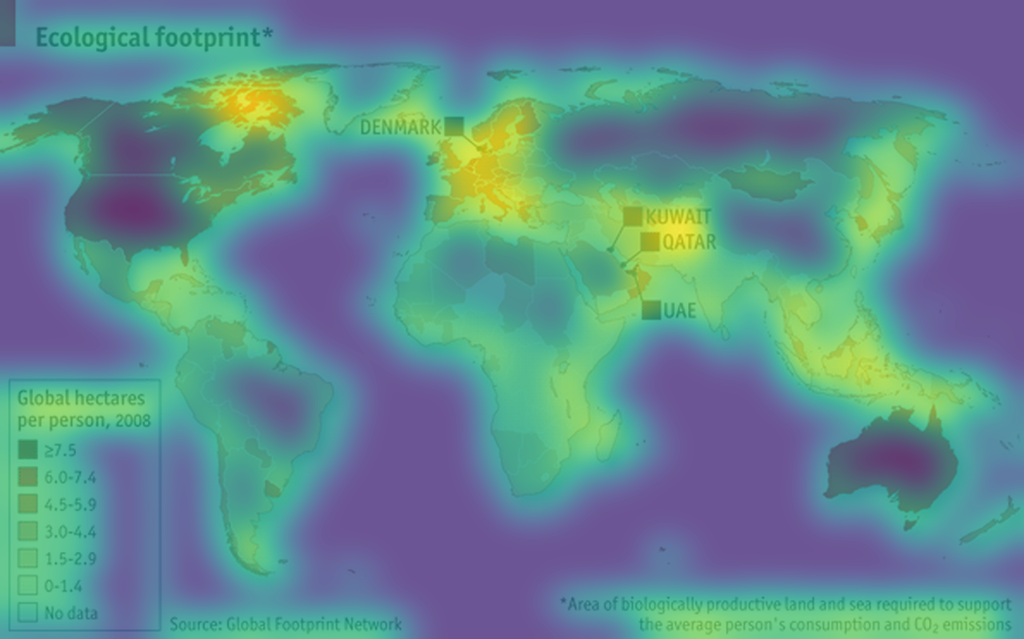 Ecological footprint*
DENMARK
KUWAIT
QATAR
UAE
Global hectares
per person, 2008
≥7.5
6.0-7.4
4.5-5.9
3.0-4.4
1.5-2.9
0-1.4
No data
Source: Global Footprint Network
*Area of biologically productive land and sea required to support
the average person's consumption and CO₂ emissions